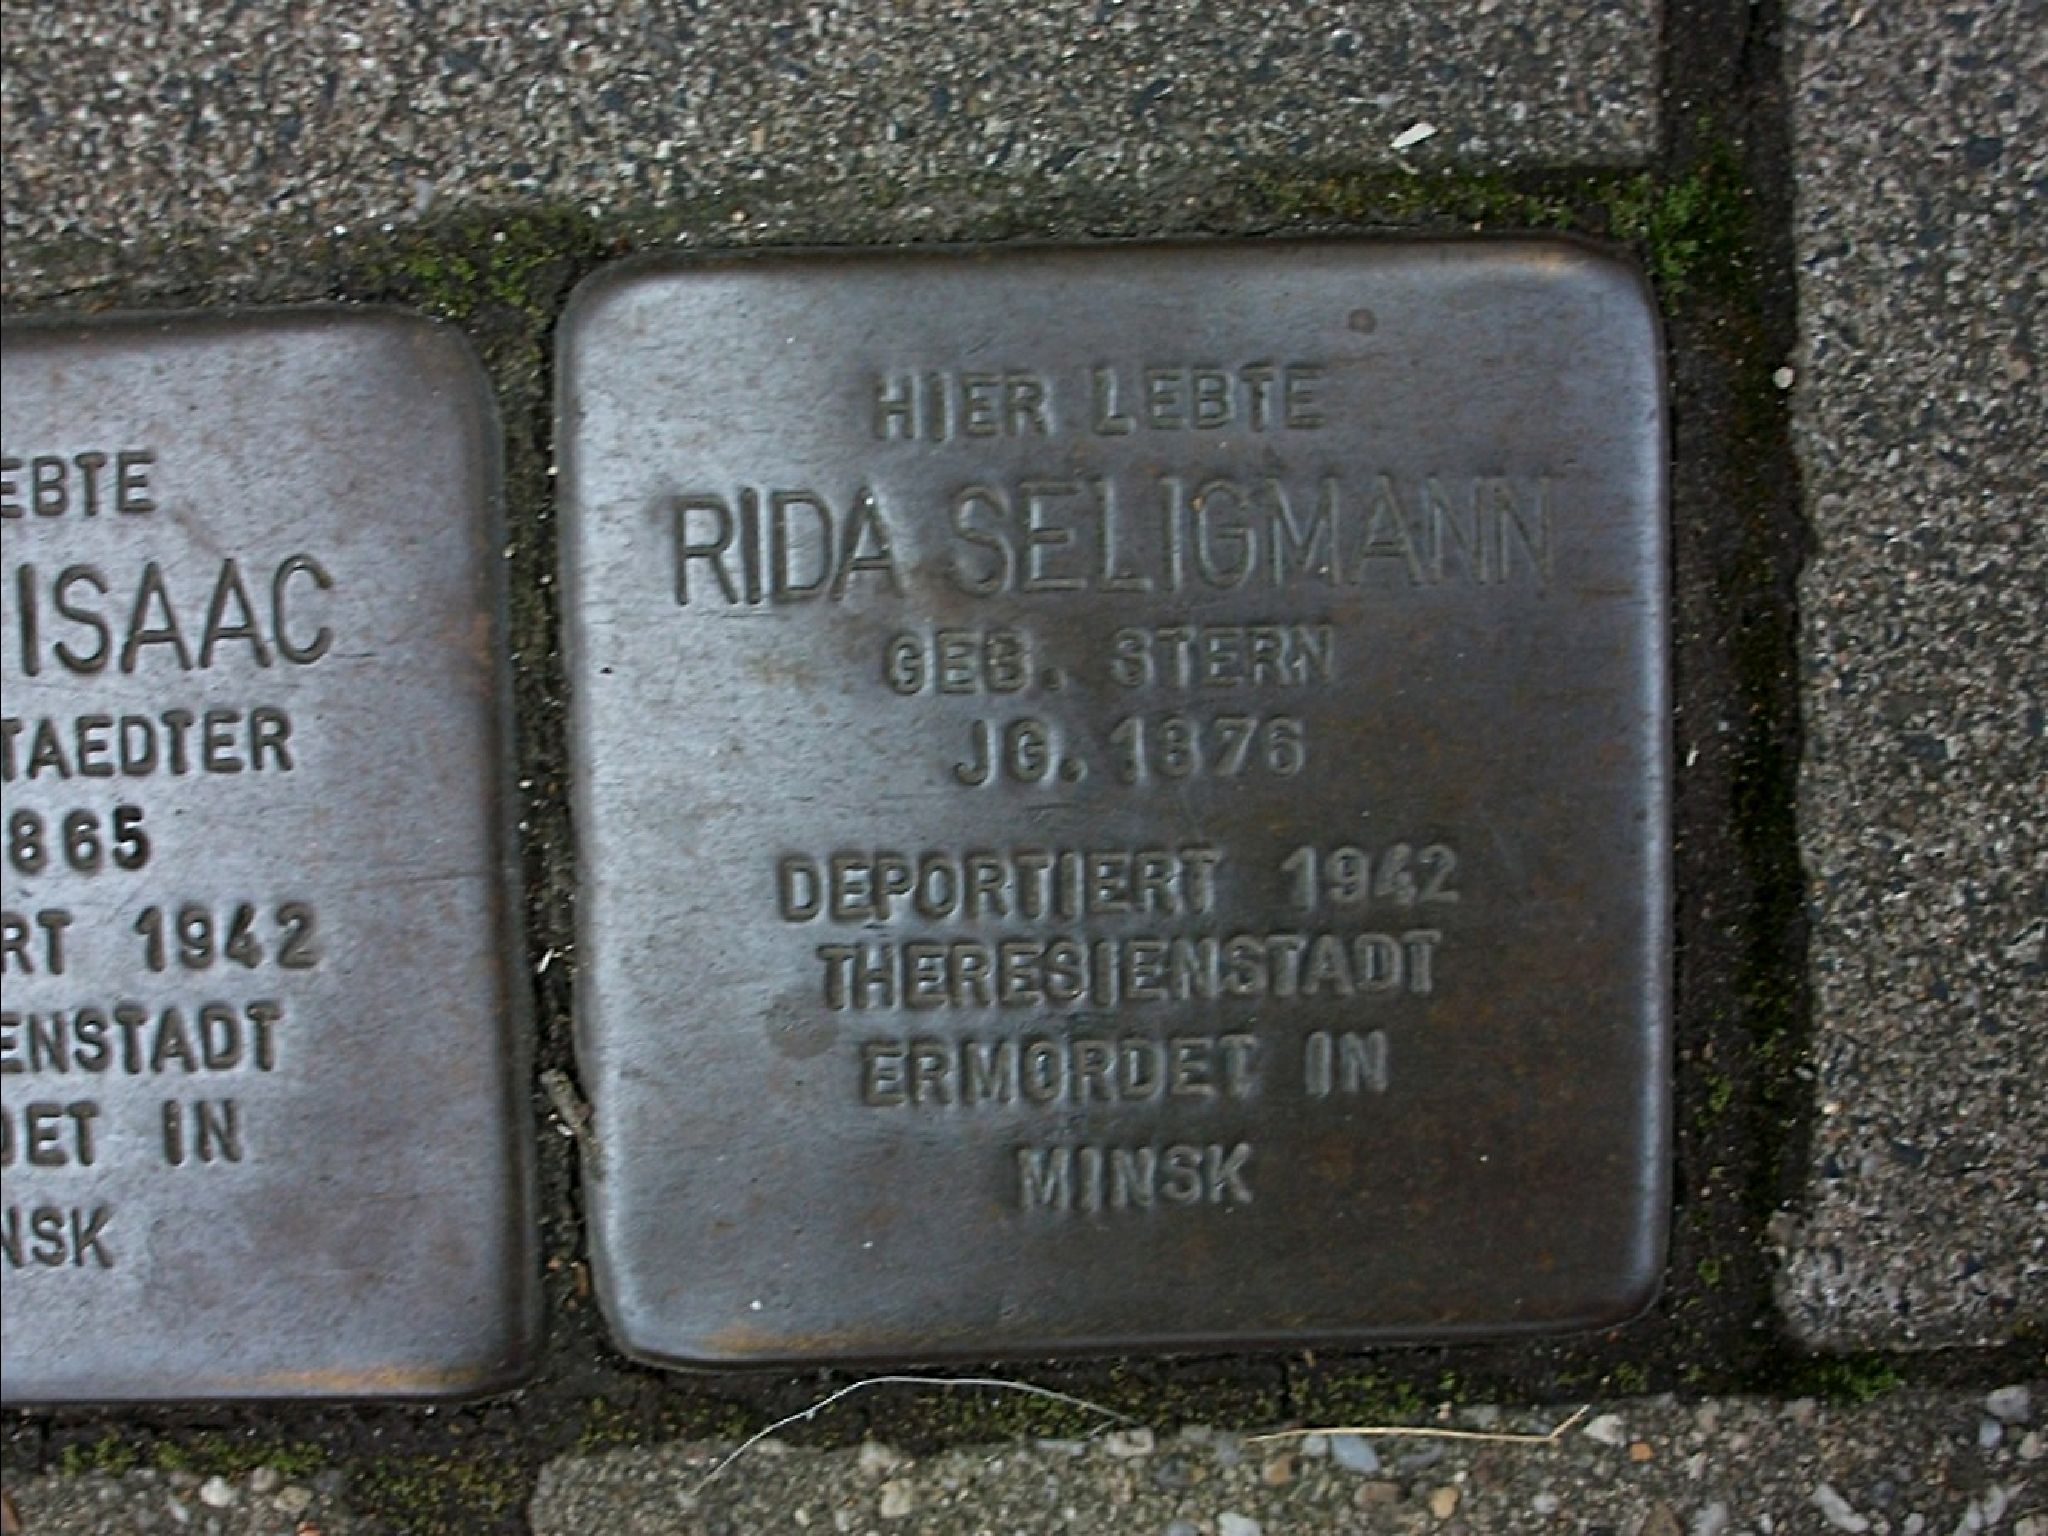 EBTE
ISAAC
TAEDTER
865
RT 1942
ENSTADT
DET IN
NSK
HIER LEBTE
RIDA SELIGMANN
GEB. STERN
JG. 1876
DEPORTIERT 1942
THERESIENSTADT
ERMORDET IN
MINSK